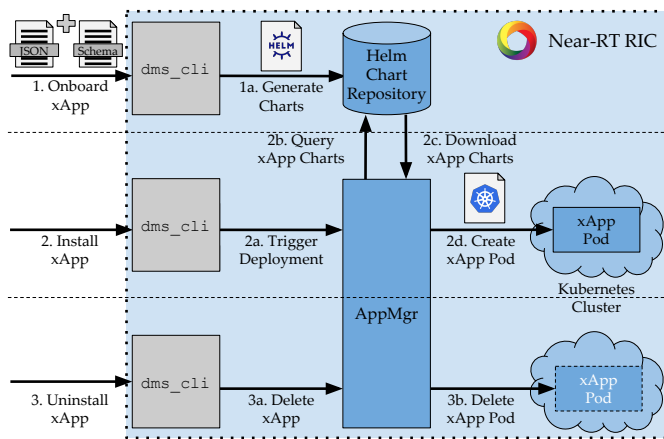 JSON
Schema
HELM
Near-RT RIC
dms_cli
Helm
Chart
Repository
1. Onboard
xApp
1a. Generate
Charts
2b. Query
xApp Charts
2c. Download
xApp Charts
dms_cli
xApp
Pod
2. Install
xApp
2a. Trigger
Deployment
2d. Create
xApp Pod
Kubernetes
Cluster
AppMgr
dms_cli
xApp
Pod
3. Uninstall
xApp
3a. Delete
xApp
3b. Delete
xApp Pod